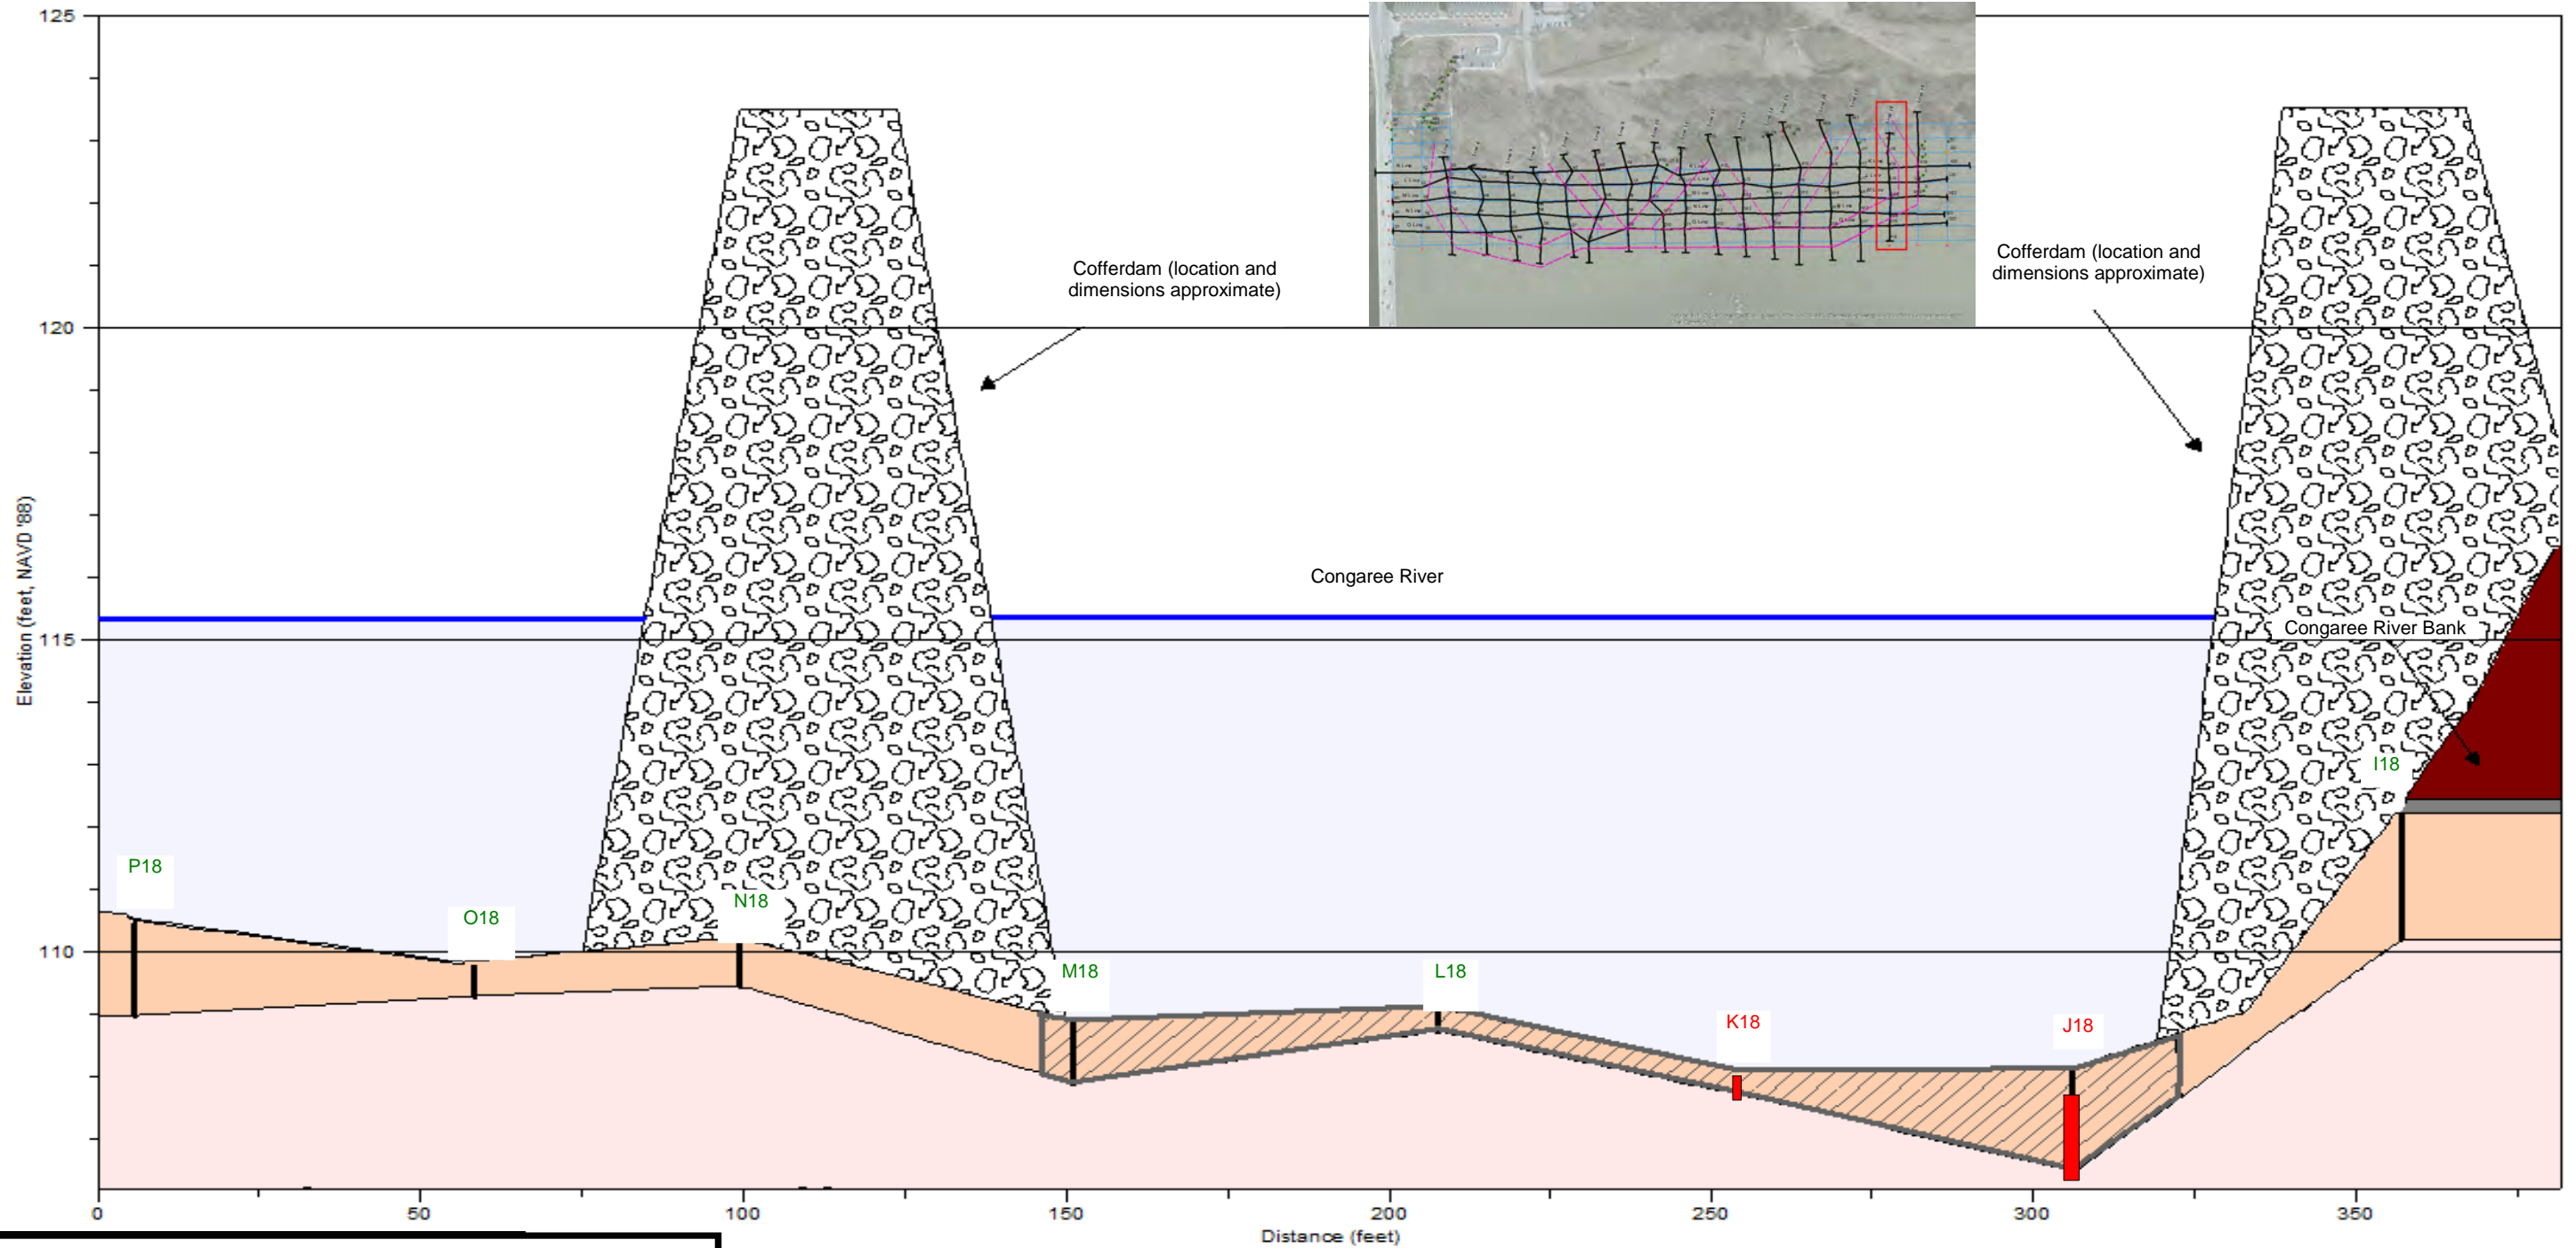 125
120
115
110
Elevation (feet, NAVD '88)
Cofferdam (location and
dimensions approximate)
Cofferdam (location and
dimensions approximate)
Congaree River
Congaree River Bank
I18
P18
O18
N18
M18
L18
K18
J18
0
50
100
150
200
250
300
350
Distance (feet)